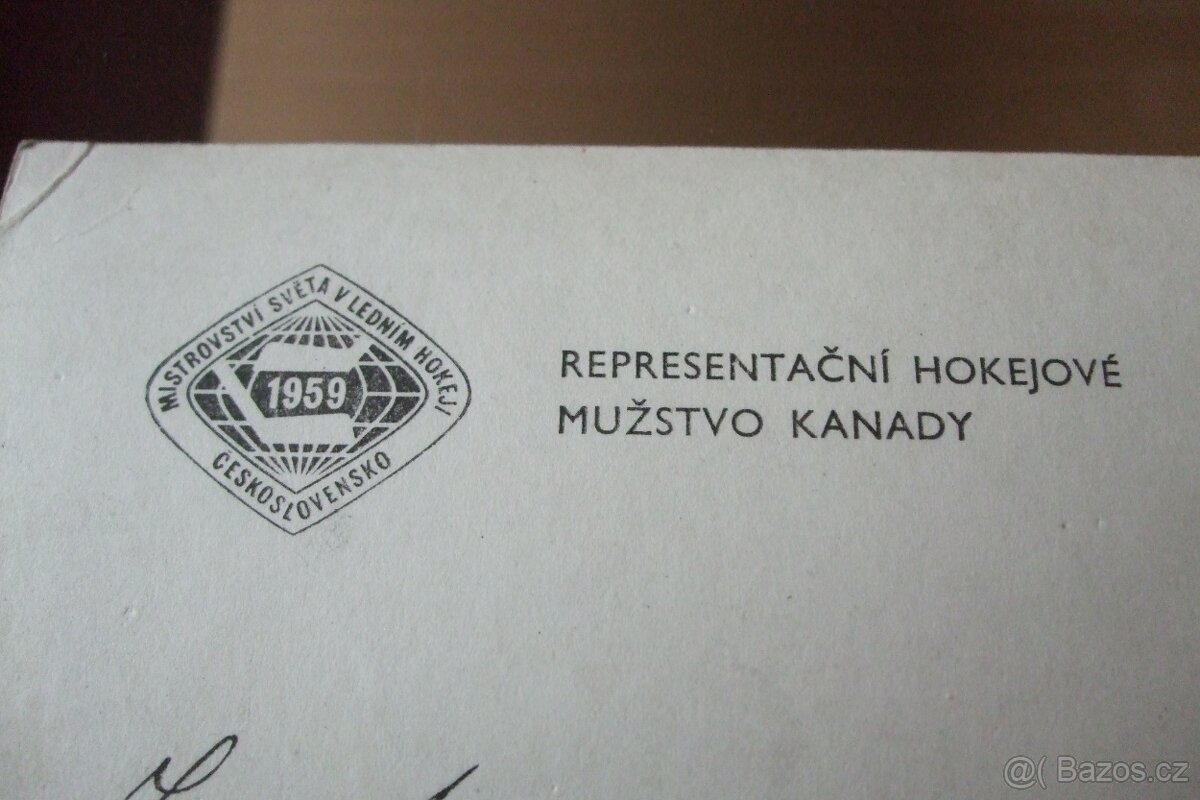 MISTROVSTVÍ SVĚTA V LEDNÍM HOKEJI
1959
ČESKOSLOVENSKO
REPRESENTAČNÍ HOKEJOVÉ
MUŽSTVO KANADY
@( Bazos.cz